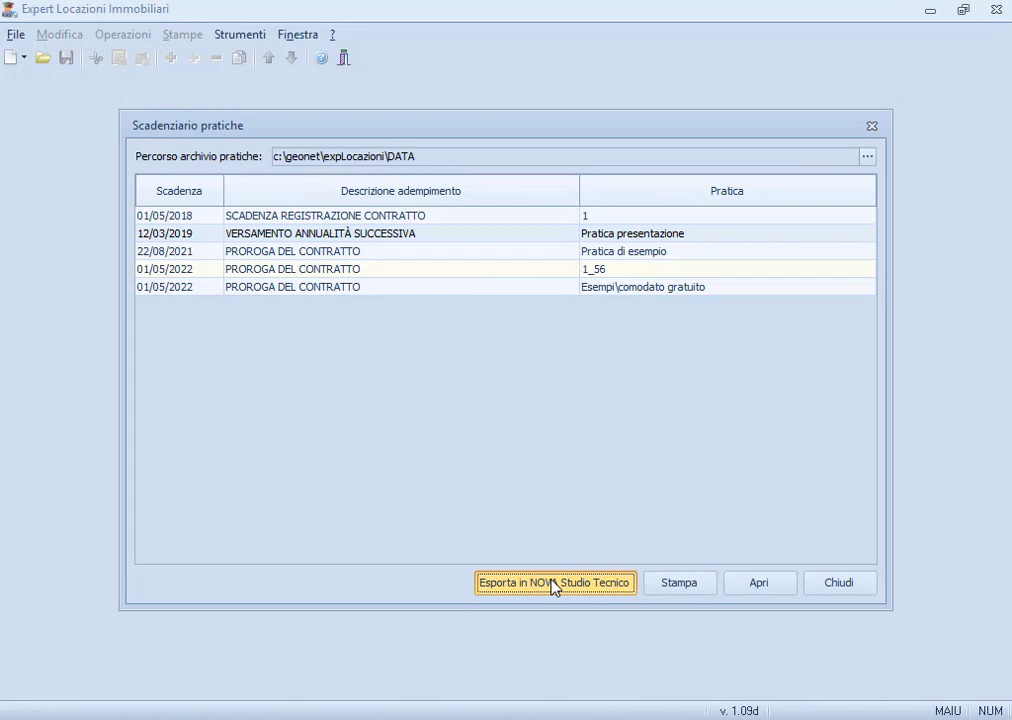 Expert Locazioni Immobiliari
File Modifica Operazioni Stampe Strumenti Finestra ?
Scadenziario pratiche
Percorso archivio pratiche: c:\geonet\expLocazioni\DATA ...
Scadenza Descrizione adempimento Pratica
01/05/2018 SCADENZA REGISTRAZIONE CONTRATTO 1
12/03/2019 VERSAMENTO ANNUALITÀ SUCCESSIVA Pratica presentazione
22/08/2021 PROROGA DEL CONTRATTO Pratica di esempio
01/05/2022 PROROGA DEL CONTRATTO 1_56
01/05/2022 PROROGA DEL CONTRATTO Esempi\comodato gratuito
Esporta in NOVA Studio Tecnico Stampa Apri Chiudi
v. 1.09d MAIU NUM